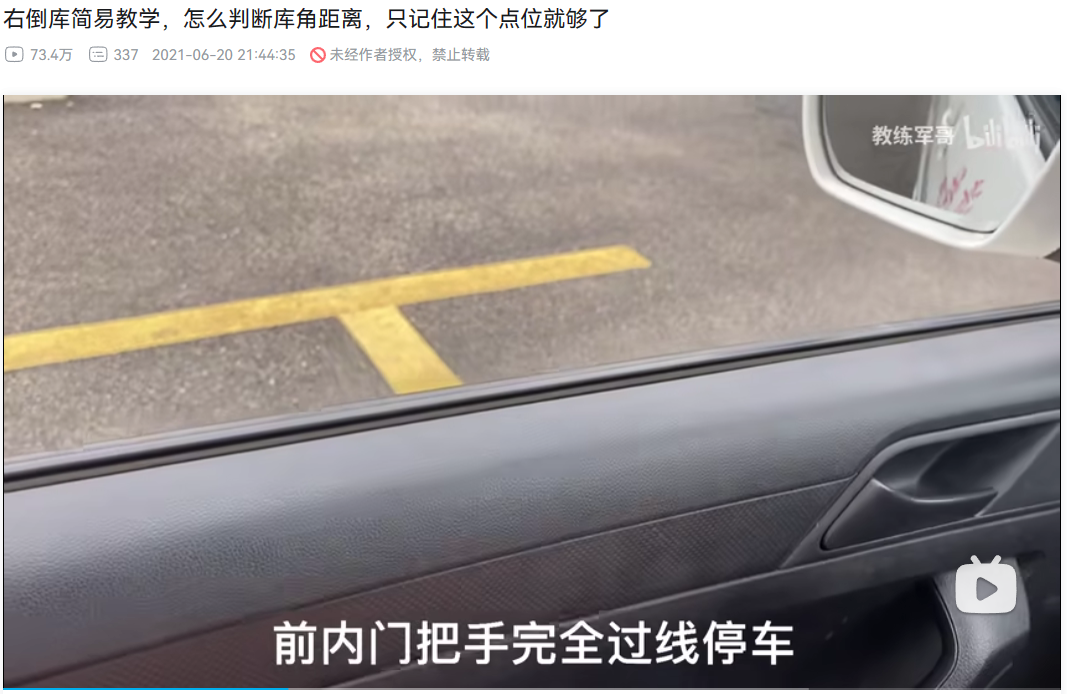 右倒库简易教学，怎么判断库角距离，只记住这个点位就够了
73.4万 337 2021-06-20 21:44:35 未经作者授权，禁止转载
教练军哥 bilibili
前内门把手完全过线停车